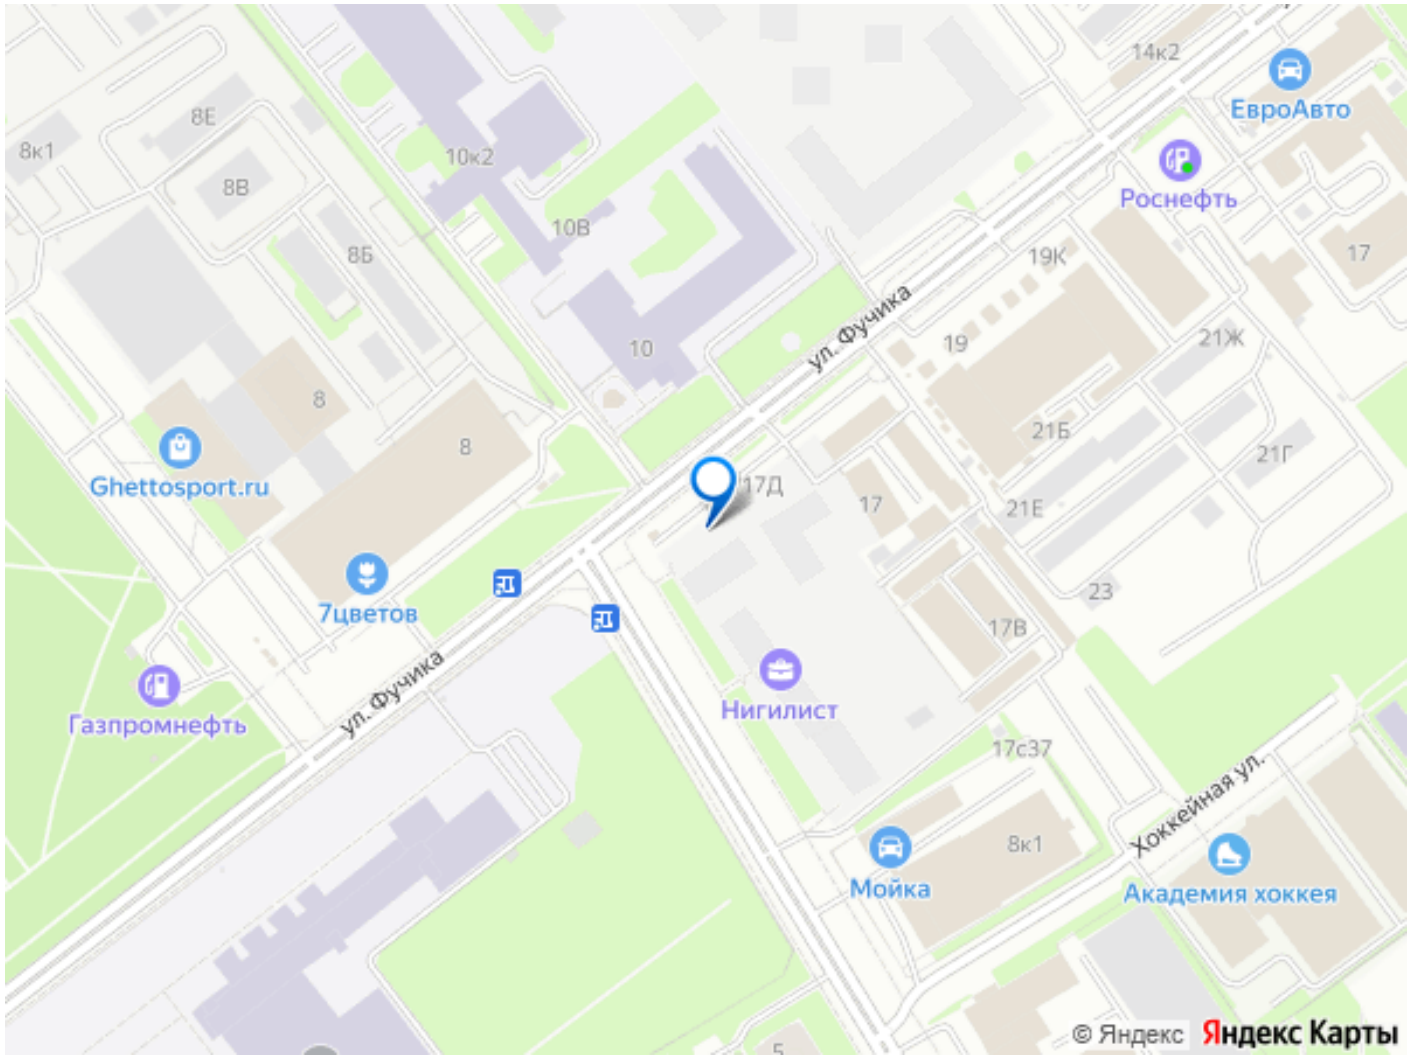 14к2
ЕвроАвто
8Е
8к1
10к2
8В
Роснефть
10В
8Б
19К
17
ул. Фучика
10
19
21Ж
8
8
21Б
21Г
Ghettosport.ru
17Д
17
21Е
7цветов
23
17В
ул. Фучика
Нигилист
Газпромнефть
17с37
Хоккейная ул.
8к1
Мойка
Академия хоккея
5
© Яндекс Яндекс Карты